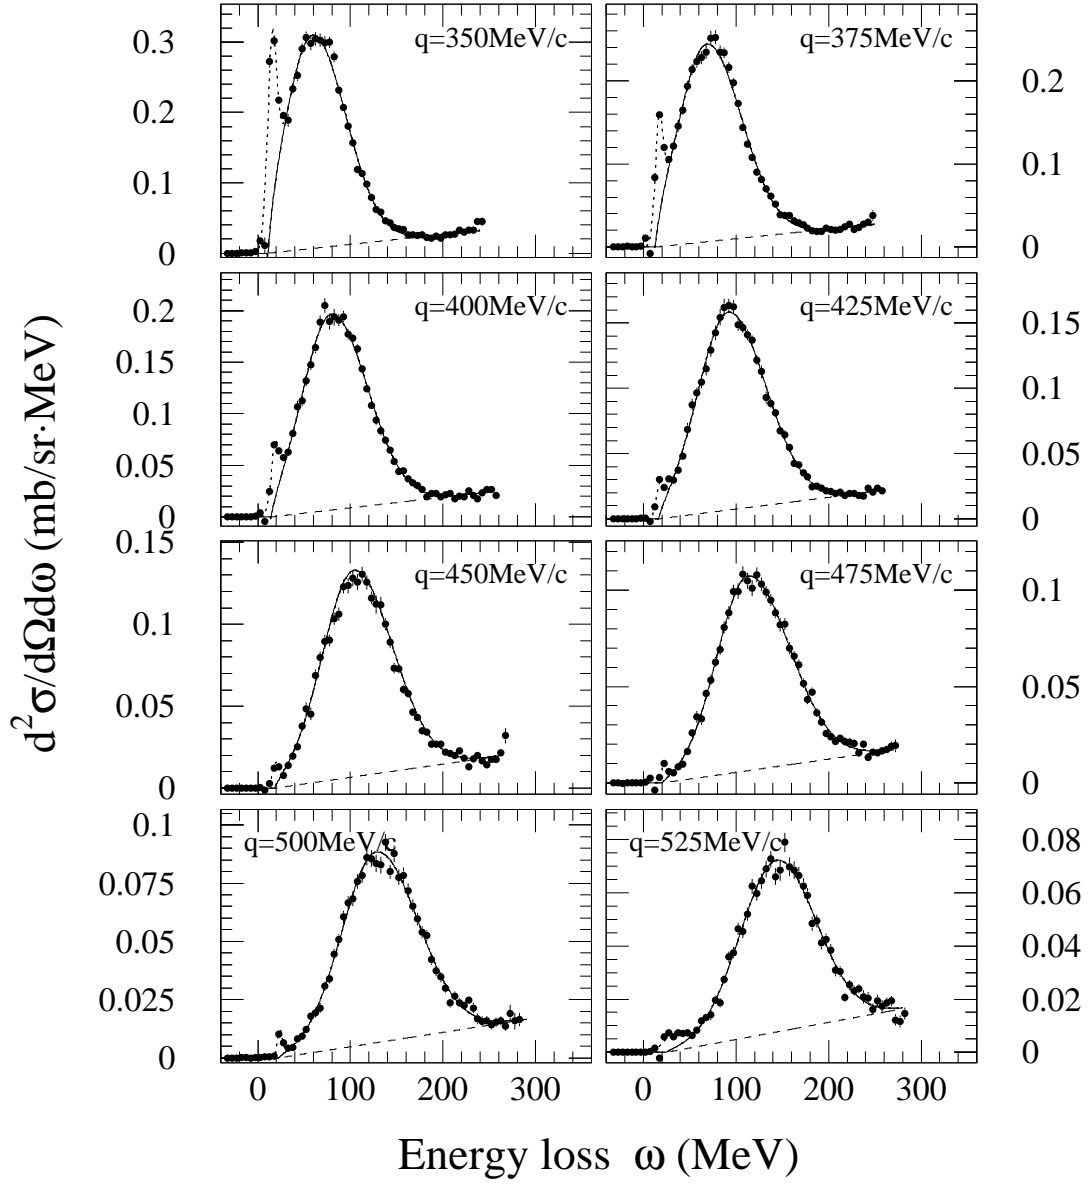 q=350MeV/c
q=375MeV/c
0.3
0.2
0.1
0
0.2
0.1
0
q=400MeV/c
q=425MeV/c
0.2
0.15
0.1
0.05
0
0.15
0.1
0.05
0
q=450MeV/c
q=475MeV/c
0.15
0.1
0.05
0
0.1
0.05
0
q=500MeV/c
q=525MeV/c
0.1
0.075
0.05
0.025
0
0.08
0.06
0.04
0.02
0
0 100 200 300
0 100 200 300
d²σ/dΩdω (mb/sr·MeV)
Energy loss ω (MeV)